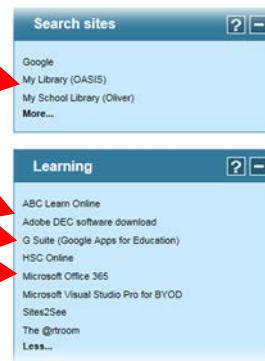 Search sites ? –
Google
My Library (OASIS)
My School Library (Oliver)
More...
Learning ? –
ABC Learn Online
Adobe DEC software download
G Suite (Google Apps for Education)
HSC Online
Microsoft Office 365
Microsoft Visual Studio Pro for BYOD
Sites2See
The @rtroom
Less...